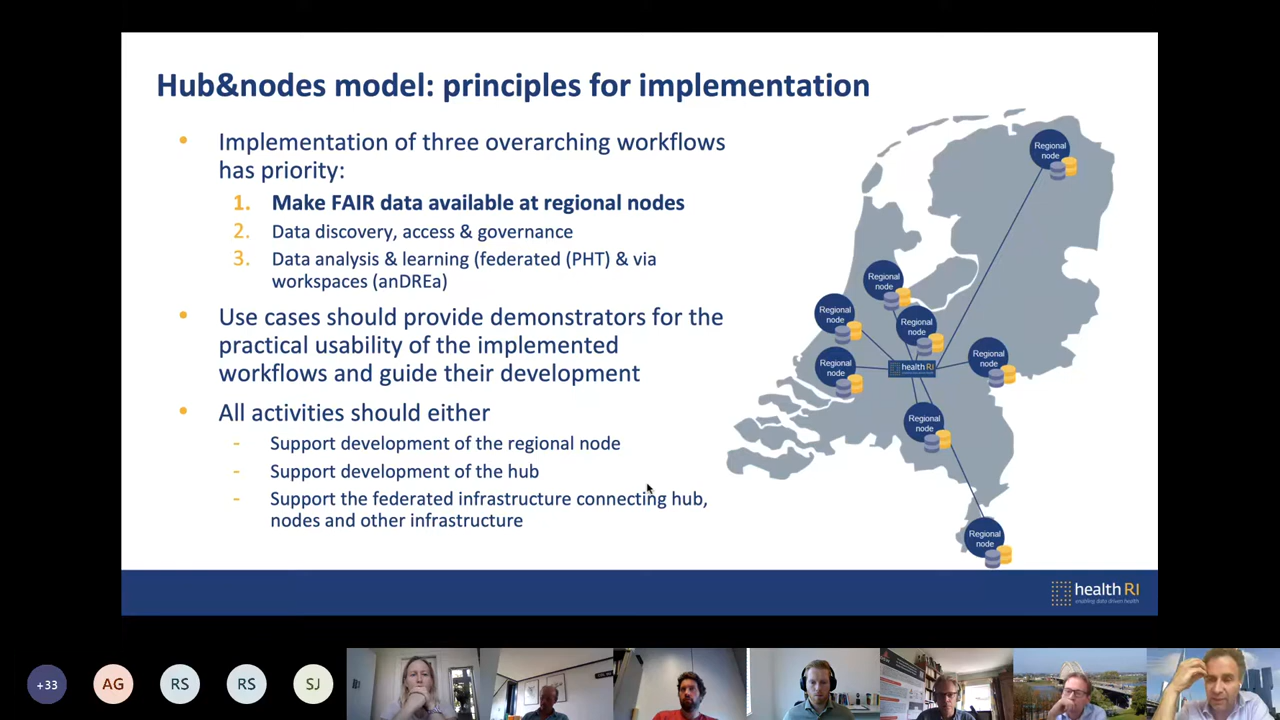 Hub&nodes model: principles for implementation
• Implementation of three overarching workflows
has priority:
1. Make FAIR data available at regional nodes
2. Data discovery, access & governance
3. Data analysis & learning (federated (PHT) & via
workspaces (anDREa)
• Use cases should provide demonstrators for the
practical usability of the implemented
workflows and guide their development
• All activities should either
- Support development of the regional node
- Support development of the hub
- Support the federated infrastructure connecting hub,
nodes and other infrastructure
Regional
node
Regional
node
Regional
node
Regional
node
Regional
node
Regional
node
health RI
Regional
node
Regional
node
health RI
enabling data driven health
+33
AG
RS
RS
SJ